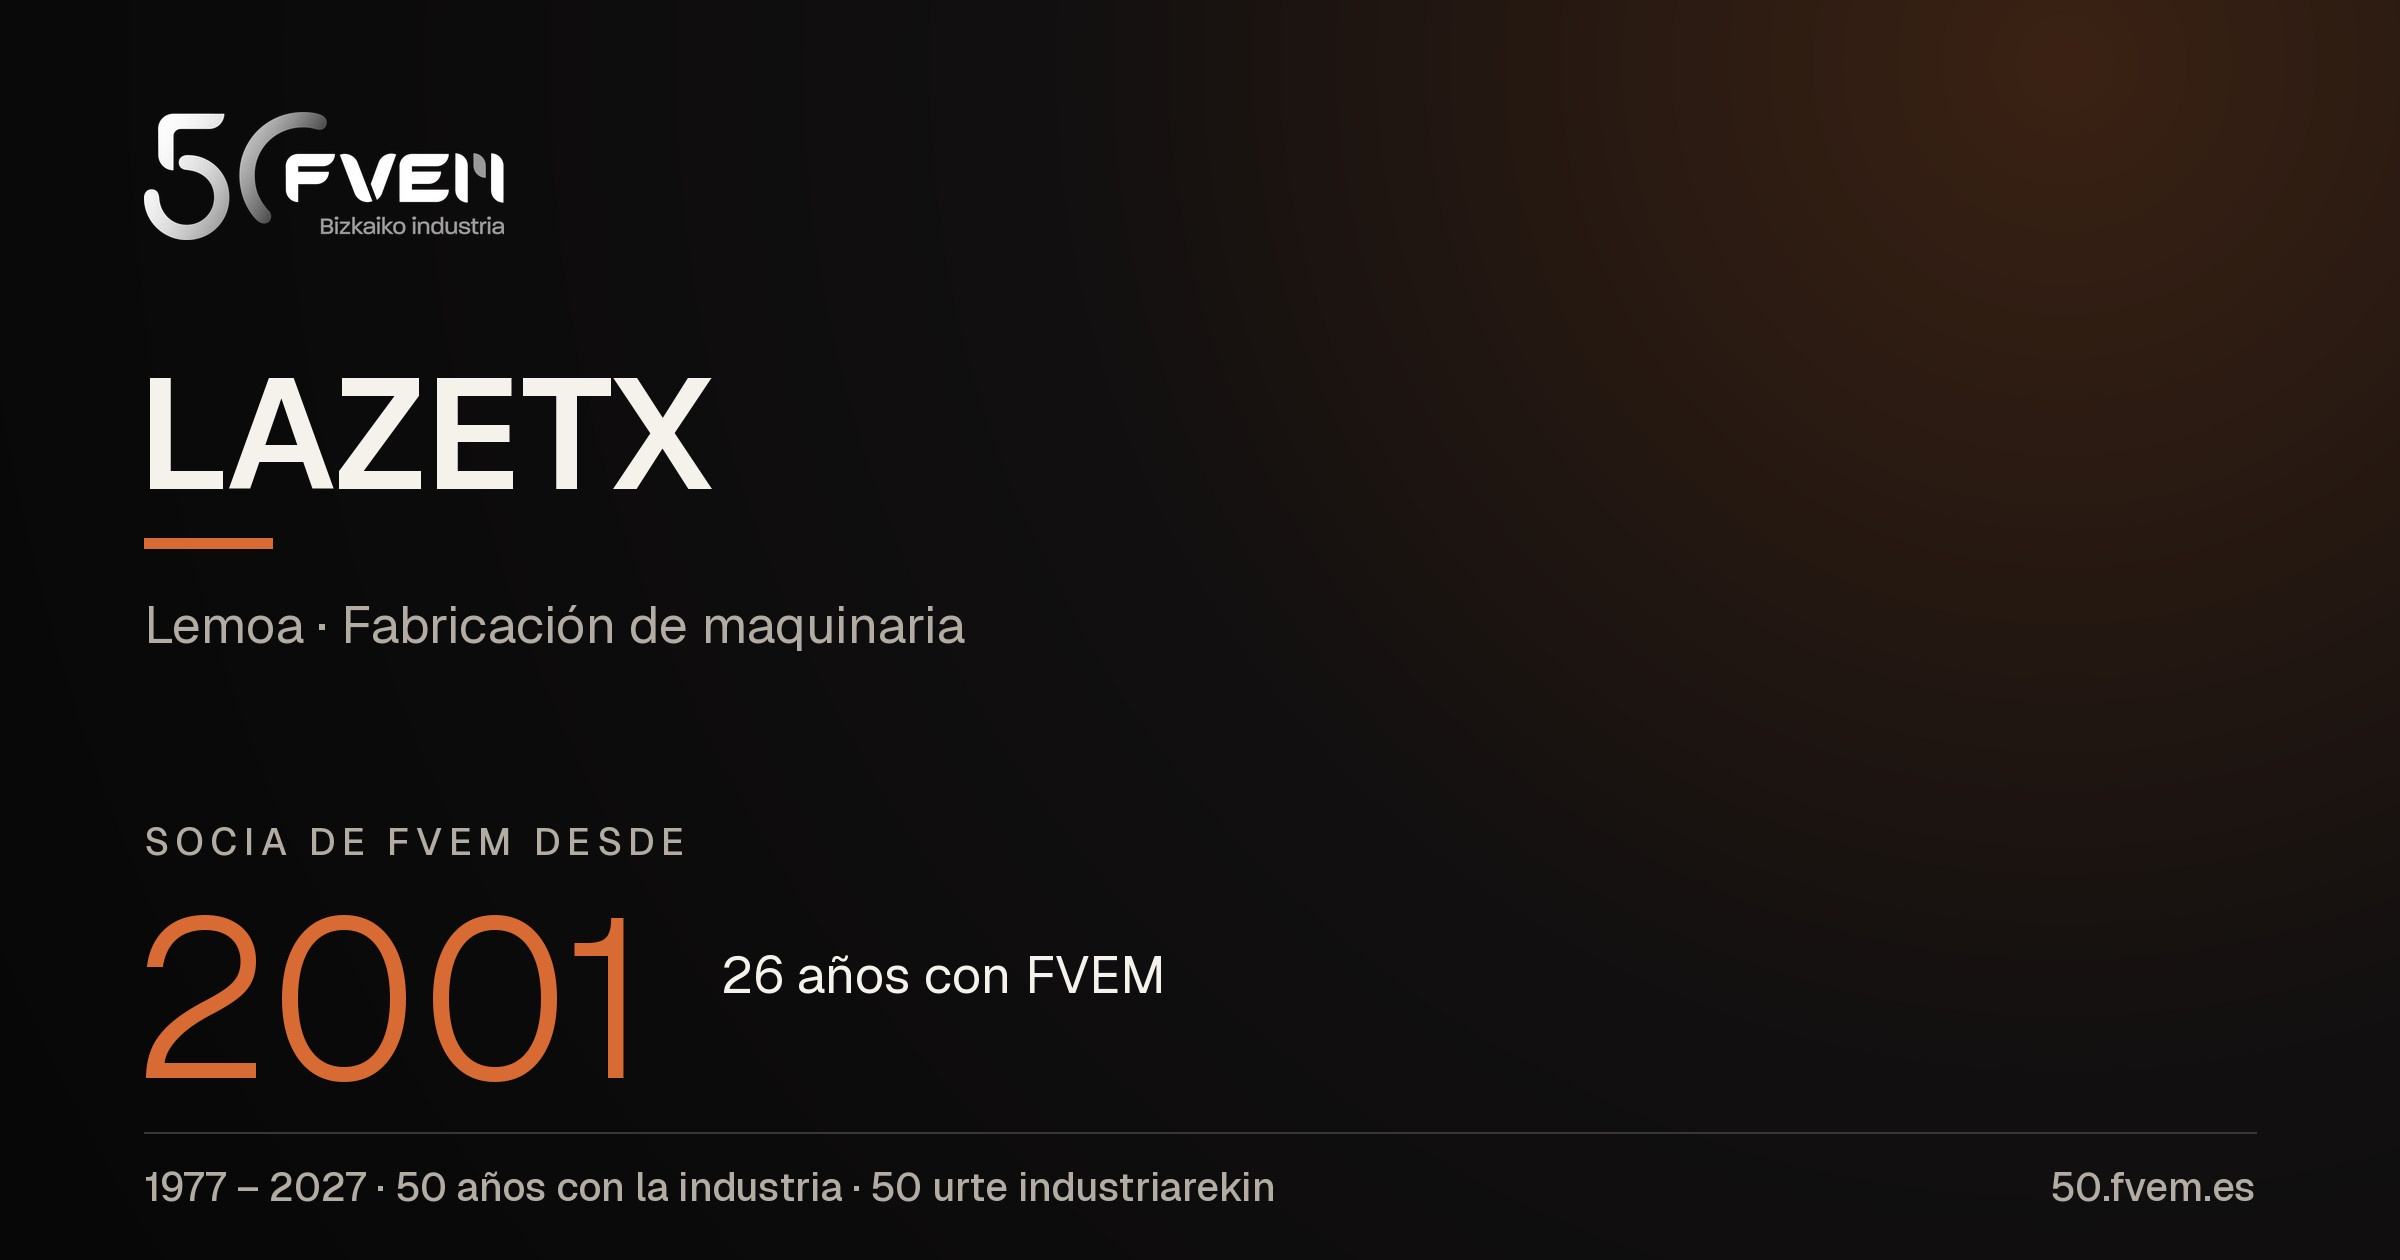 50 FVEM
Bizkaiko industria
LAZETX
Lemoa · Fabricación de maquinaria
SOCIA DE FVEM DESDE
2001
26 años con FVEM
1977 – 2027 · 50 años con la industria · 50 urte industriarekin
50.fvem.es